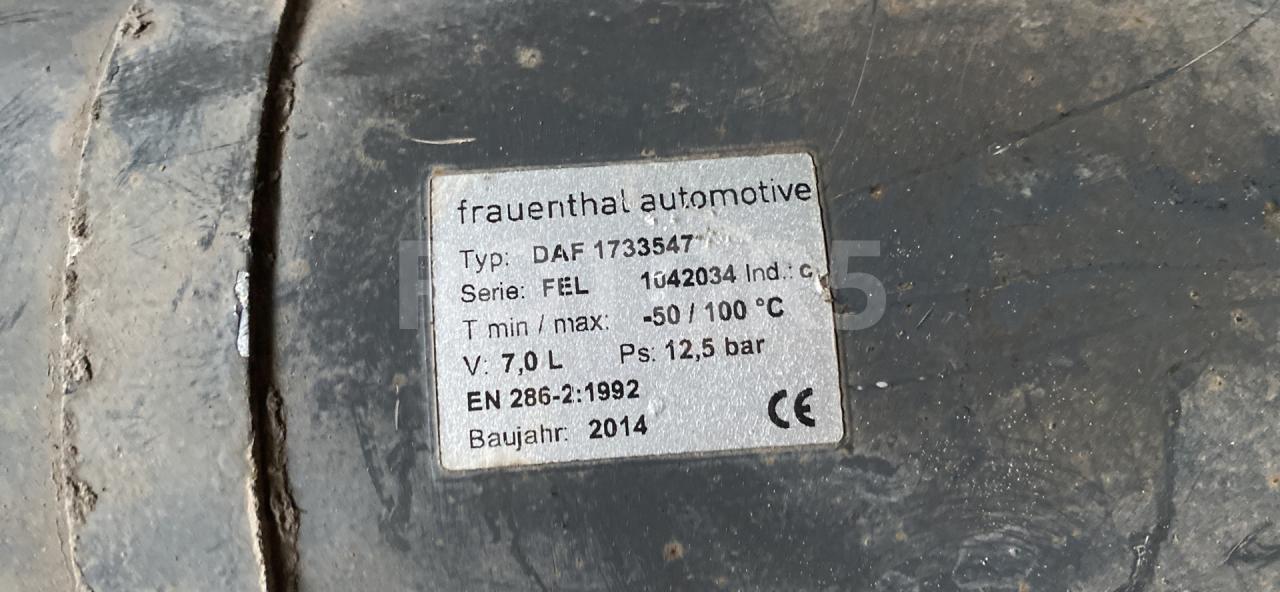 frauenthal automotive
Typ: DAF 1733547
Serie: FEL 1042034 Ind.: c
T min / max: -50 / 100 °C
V: 7,0 L Ps: 12,5 bar
EN 286-2:1992
Baujahr: 2014
CE